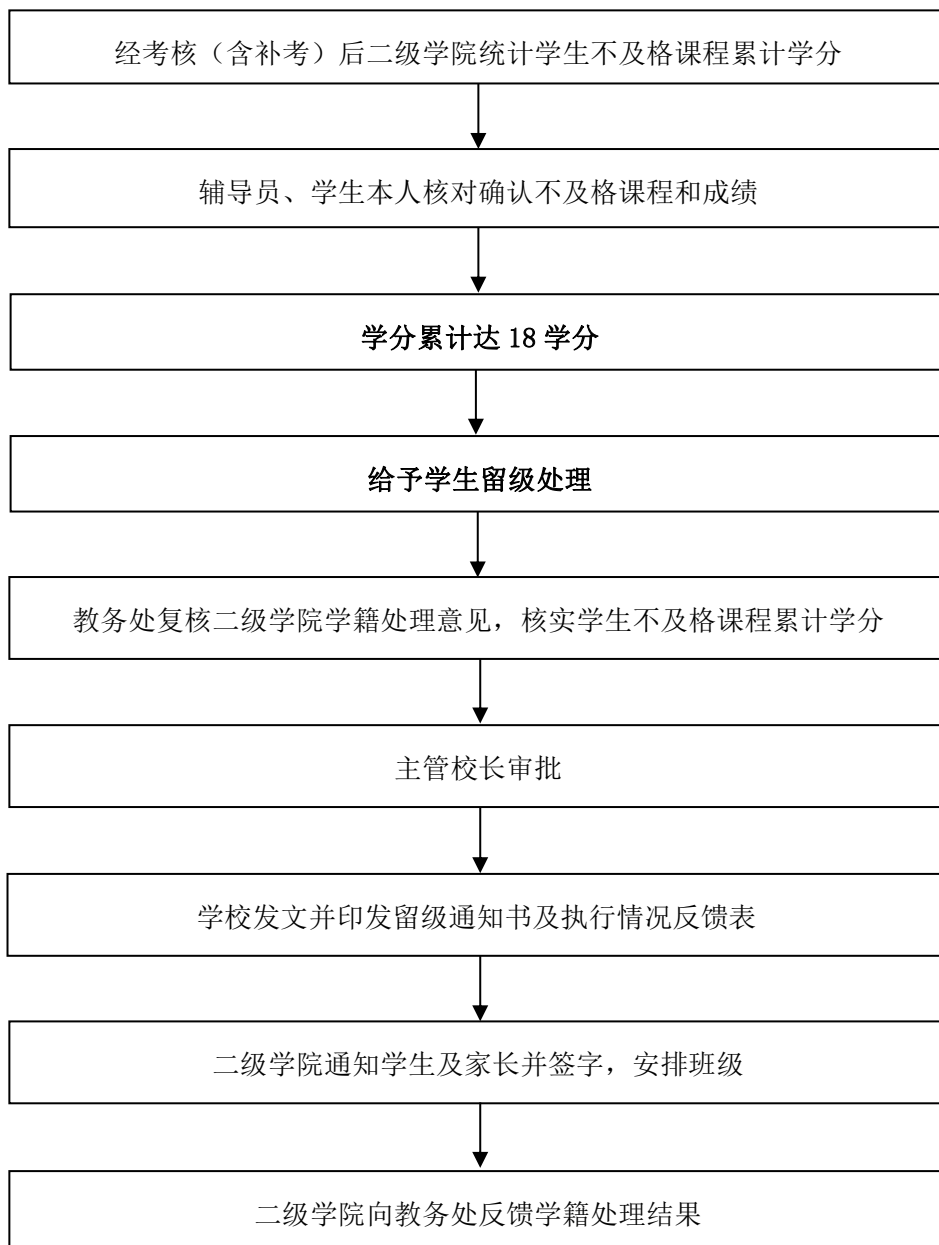 经考核（含补考）后二级学院统计学生不及格课程累计学分
辅导员、学生本人核对确认不及格课程和成绩
学分累计达 18 学分
给予学生留级处理
教务处复核二级学院学籍处理意见，核实学生不及格课程累计学分
主管校长审批
学校发文并印发留级通知书及执行情况反馈表
二级学院通知学生及家长并签字，安排班级
二级学院向教务处反馈学籍处理结果